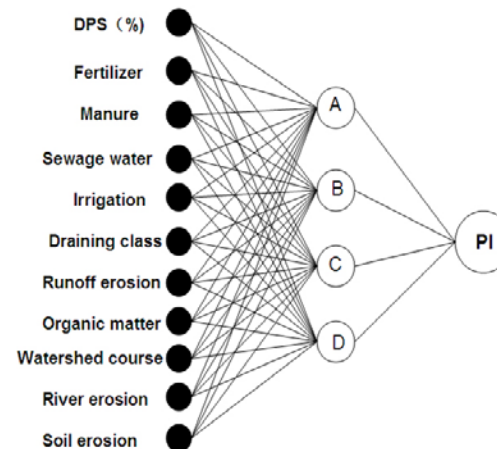 DPS（%)
Fertilizer
Manure
Sewage water
Irrigation
Draining class
Runoff erosion
Organic matter
Watershed course
River erosion
Soil erosion
A
B
C
D
PI